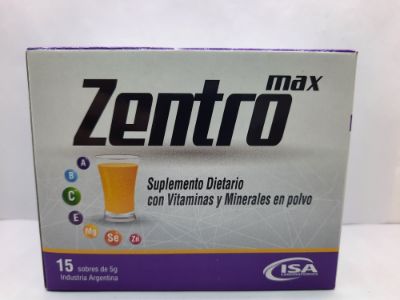 Zentro max
Suplemento Dietario
con Vitaminas y Minerales en polvo
A
B
C
E
Mg
Se
Zn
15 sobres de 5g
Industria Argentina
ISA